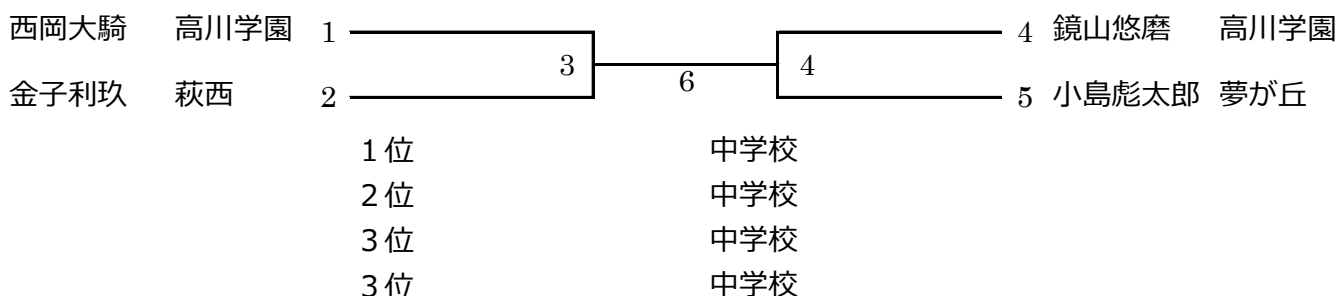 西岡大騎 高川学園 1 4 鏡山悠磨 高川学園
3 6 4
金子利玖 萩西 2 5 小島彪太郎 夢が丘
1位 中学校
2位 中学校
3位 中学校
3位 中学校